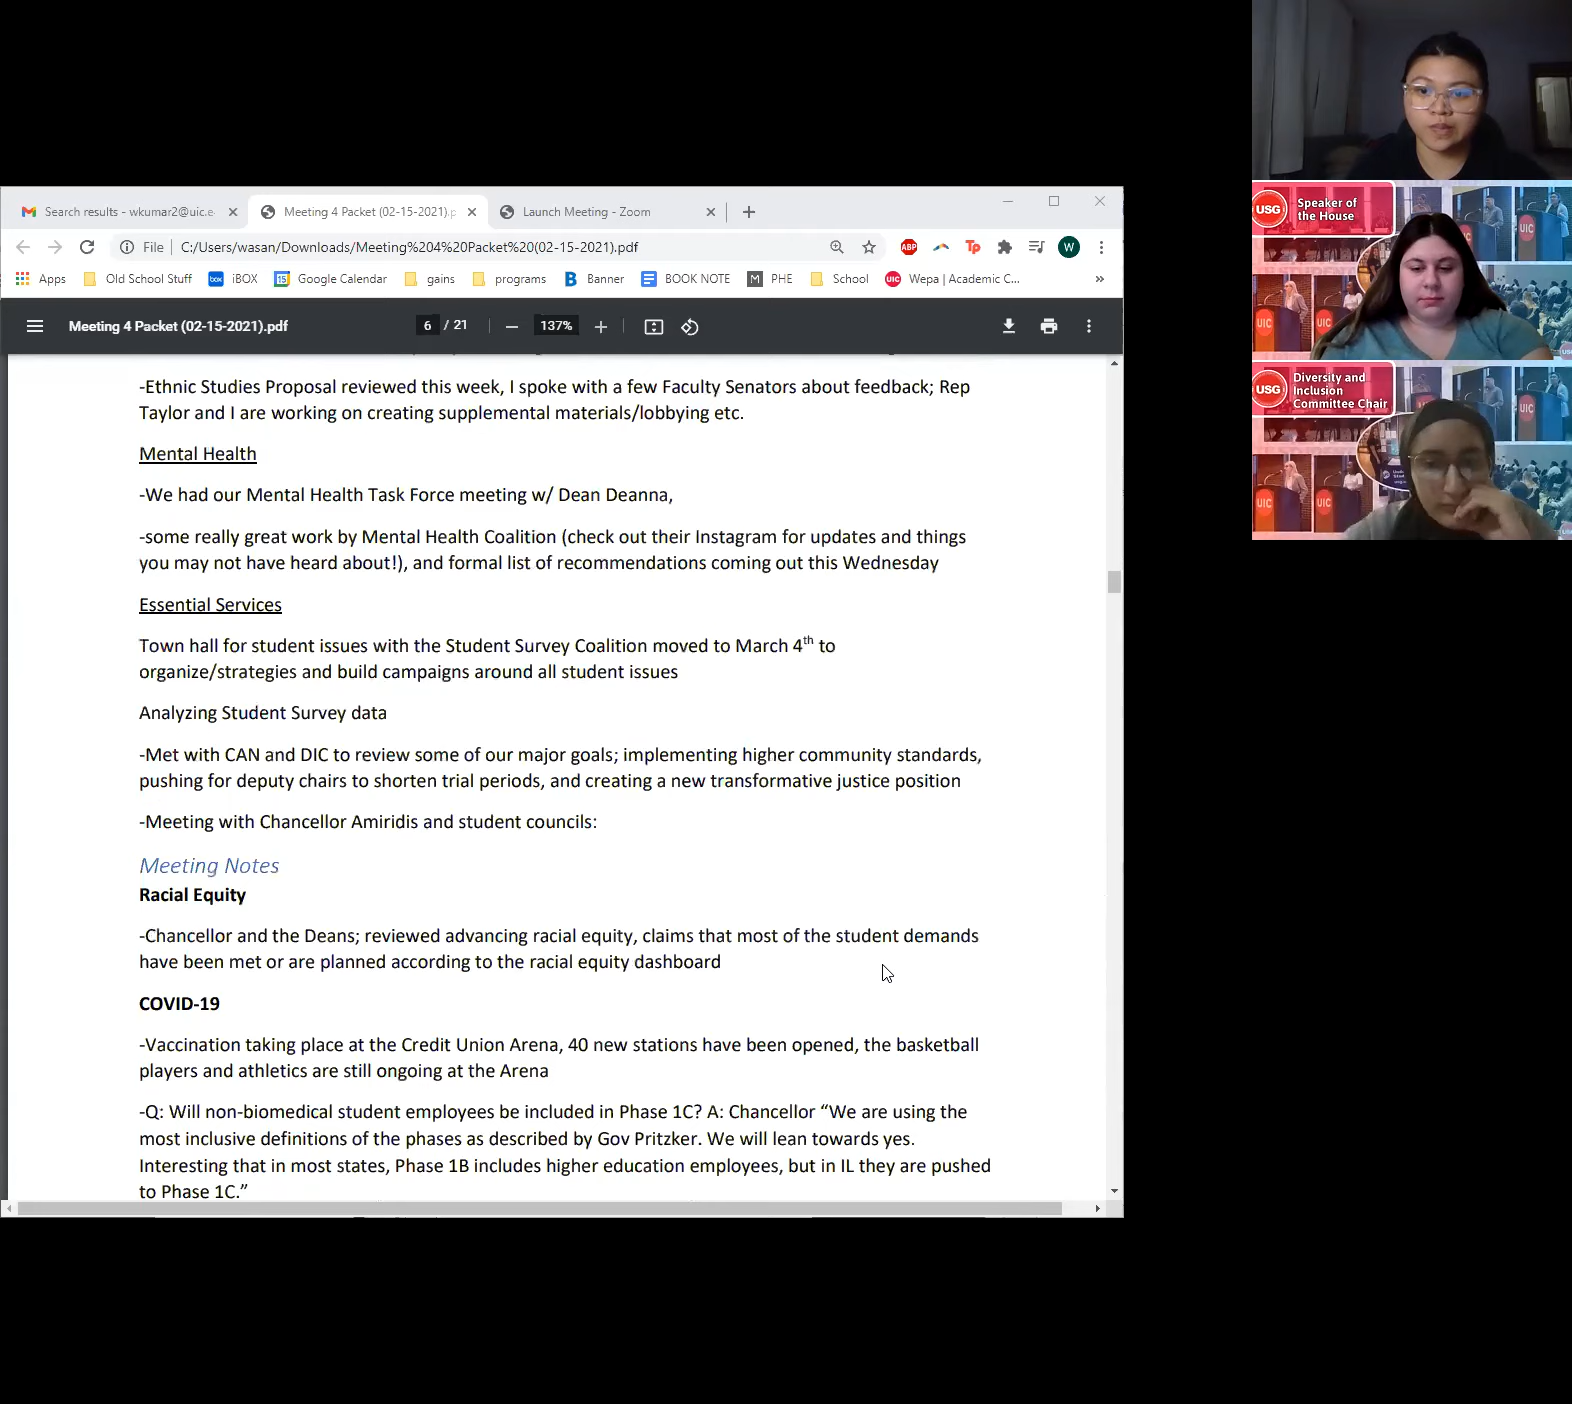 Search results - wkumar2@uic.e
Meeting 4 Packet (02-15-2021).p
Launch Meeting - Zoom
File
C:/Users/wasan/Downloads/Meeting%204%20Packet%20(02-15-2021).pdf
ABP
Tp
W
Apps
Old School Stuff
box
iBOX
15
Google Calendar
gains
programs
B
Banner
BOOK NOTE
M
PHE
School
UIC
Wepa | Academic C...
»
Meeting 4 Packet (02-15-2021).pdf
6 / 21
137%
-Ethnic Studies Proposal reviewed this week, I spoke with a few Faculty Senators about feedback; Rep
Taylor and I are working on creating supplemental materials/lobbying etc.
Mental Health
-We had our Mental Health Task Force meeting w/ Dean Deanna,
-some really great work by Mental Health Coalition (check out their Instagram for updates and things
you may not have heard about!), and formal list of recommendations coming out this Wednesday
Essential Services
Town hall for student issues with the Student Survey Coalition moved to March 4th to
organize/strategies and build campaigns around all student issues
Analyzing Student Survey data
-Met with CAN and DIC to review some of our major goals; implementing higher community standards,
pushing for deputy chairs to shorten trial periods, and creating a new transformative justice position
-Meeting with Chancellor Amiridis and student councils:
Meeting Notes
Racial Equity
-Chancellor and the Deans; reviewed advancing racial equity, claims that most of the student demands
have been met or are planned according to the racial equity dashboard
COVID-19
-Vaccination taking place at the Credit Union Arena, 40 new stations have been opened, the basketball
players and athletics are still ongoing at the Arena
-Q: Will non-biomedical student employees be included in Phase 1C? A: Chancellor “We are using the
most inclusive definitions of the phases as described by Gov Pritzker. We will lean towards yes.
Interesting that in most states, Phase 1B includes higher education employees, but in IL they are pushed
to Phase 1C.”
USG
Speaker of
the House
UIC
UIC
UIC
USG
Diversity and
Inclusion
Committee Chair
UIC
UIC
UIC